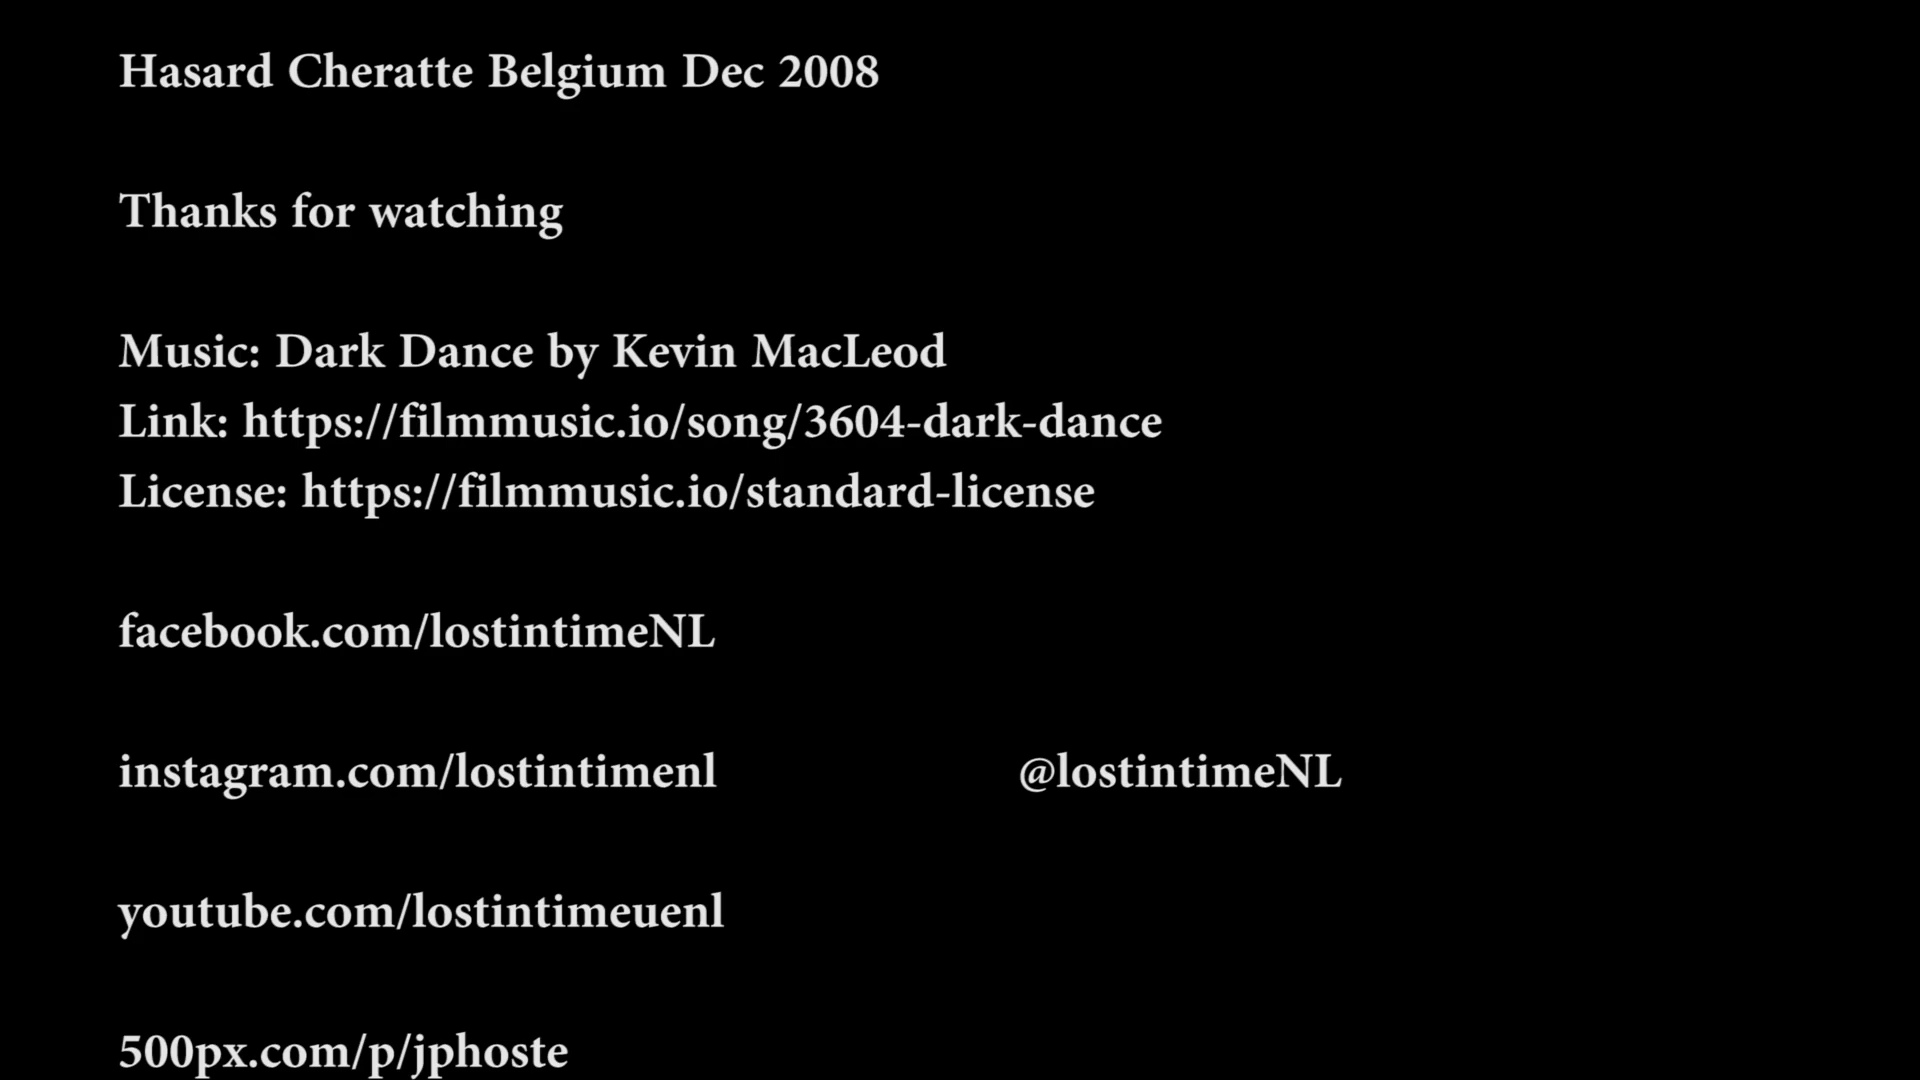 Hasard Cheratte Belgium Dec 2008
Thanks for watching
Music: Dark Dance by Kevin MacLeod
Link: https://filmmusic.io/song/3604-dark-dance
License: https://filmmusic.io/standard-license
facebook.com/lostintimeNL
instagram.com/lostintimenl @lostintimeNL
youtube.com/lostintimeuenl
500px.com/p/jphoste